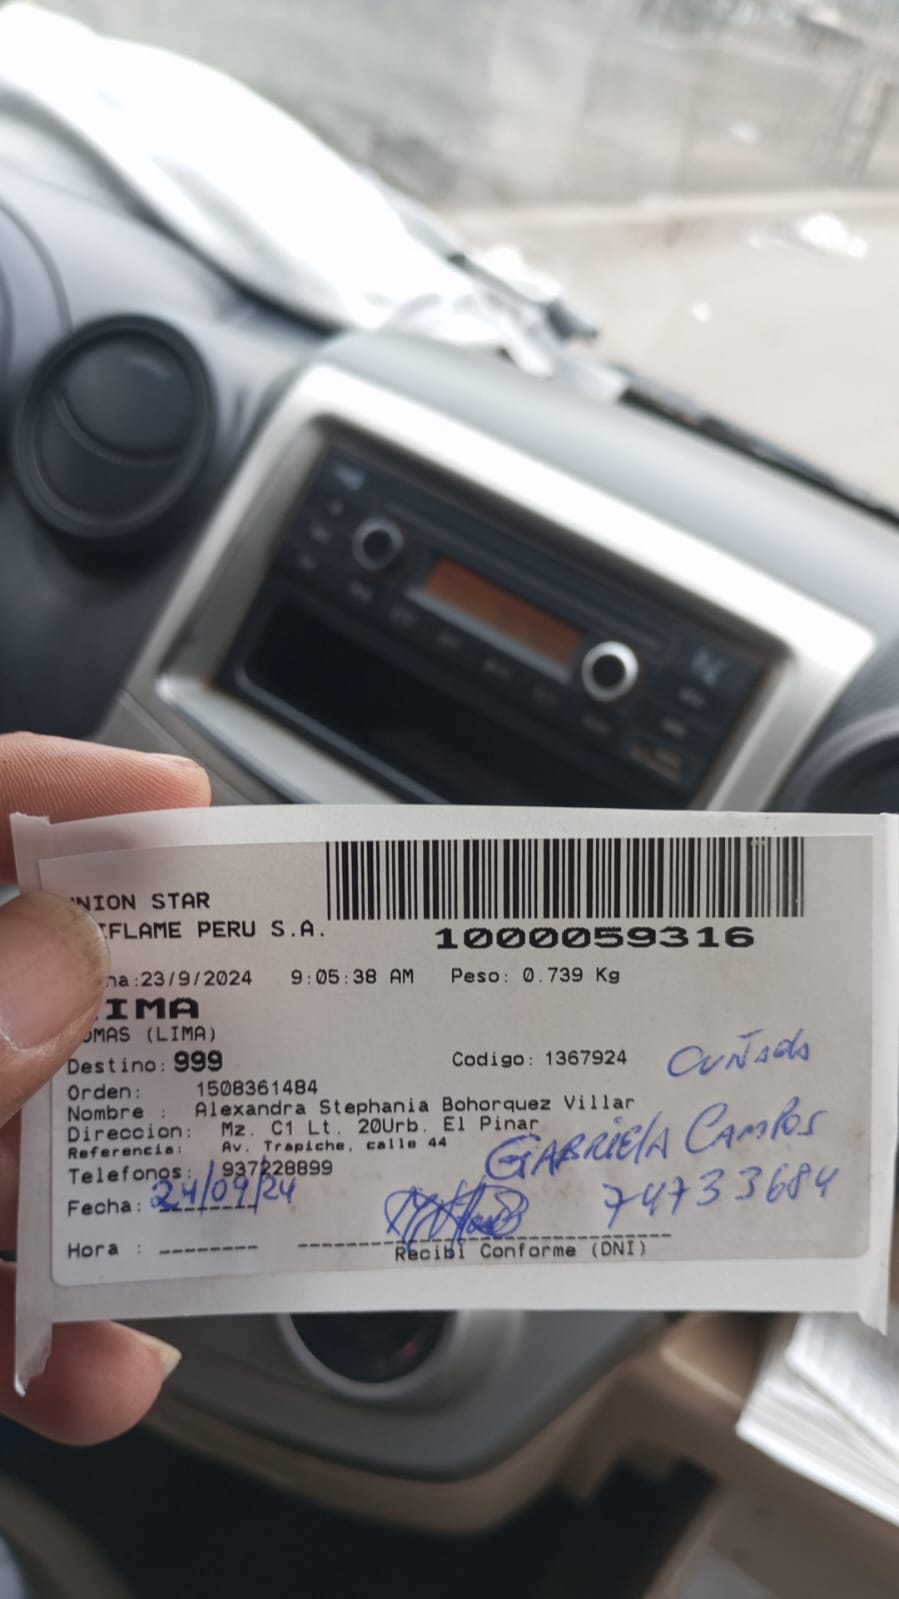 NION STAR
IFLAME PERU S.A.
1000059316
na:23/9/2024 9:05:38 AM Peso: 0.739 Kg
IMA
OMAS (LIMA)
Destino: 999 Codigo: 1367924 CUÑADA
Orden: 1508361484
Nombre : Alexandra Stephania Bohorquez Villar
Direccion: Mz. C1 Lt. 20Urb. El Pinar
Referencia: Av. Trapiche, calle 44
GABRIELA CAMPOS
Telefonos: 937228899
Fecha: 24/09/24 74733684
Hora : -------- Recibi Conforme (DNI)